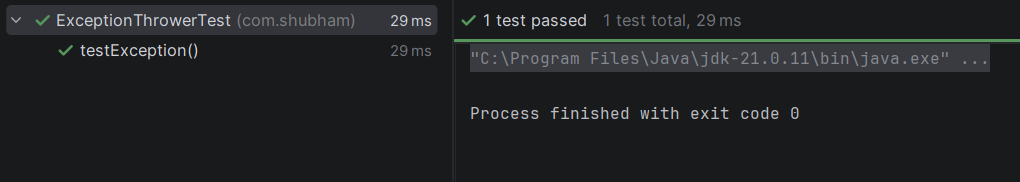 ExceptionThrowerTest (com.shubham) 29 ms
testException() 29 ms
1 test passed 1 test total, 29 ms
"C:\Program Files\Java\jdk-21.0.11\bin\java.exe" ...
Process finished with exit code 0